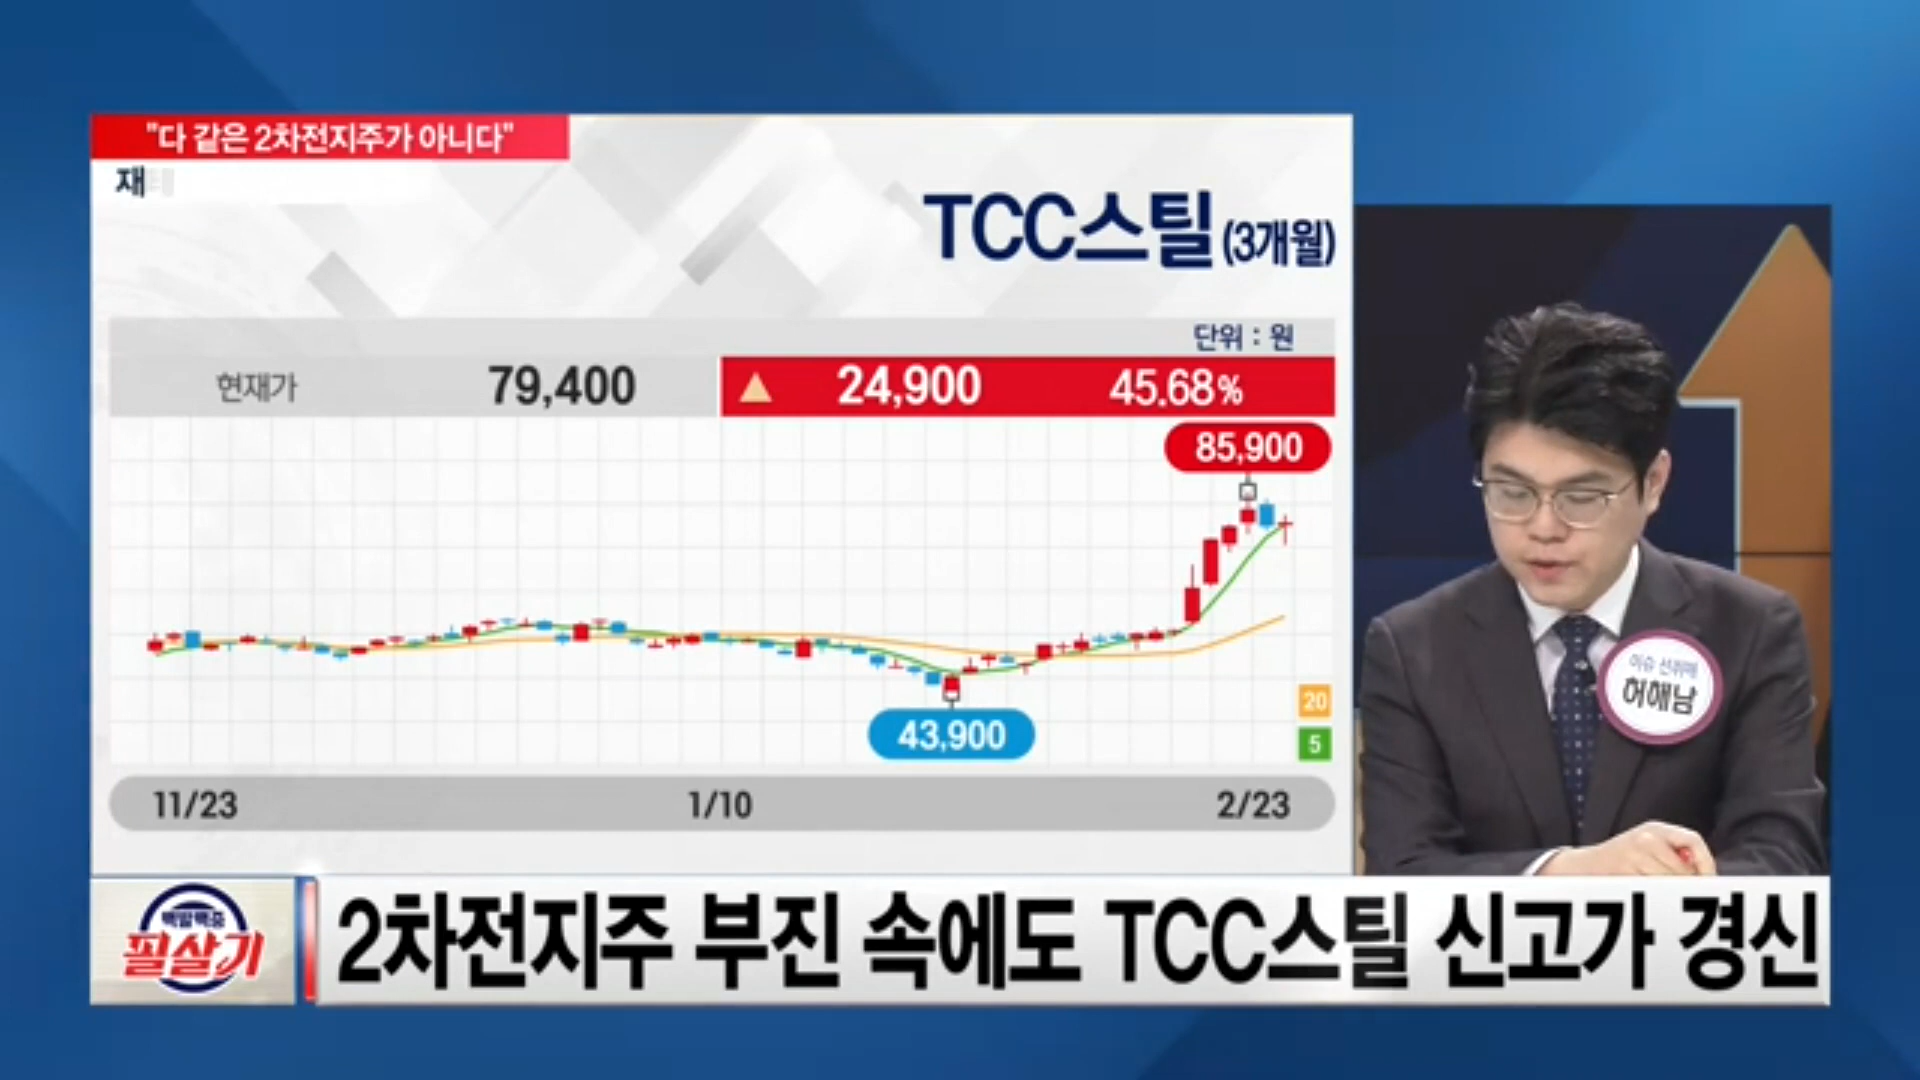 "다 같은 2차전지주가 아니다"
재
TCC스틸 (3개월)
단위 : 원
현재가 79,400 ▲ 24,900 45.68%
85,900
43,900
20
5
11/23 1/10 2/23
이슈 선취매
허해남
백발백중
필살기
2차전지주 부진 속에도 TCC스틸 신고가 경신